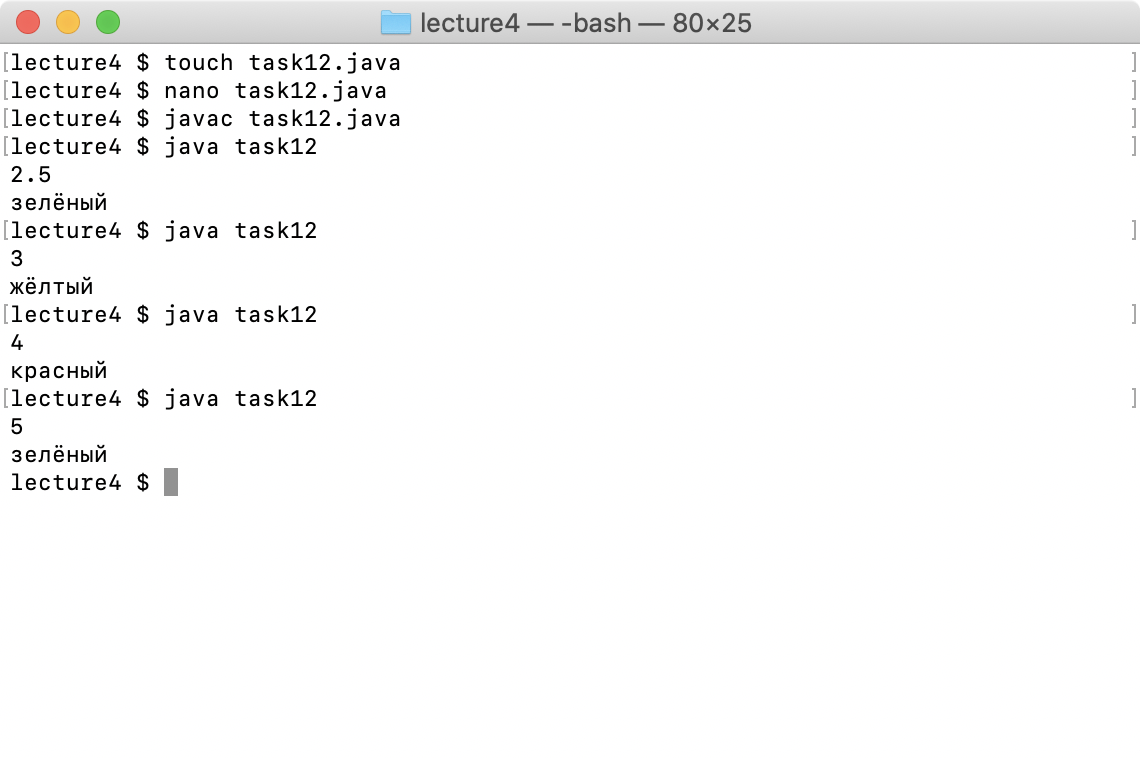 lecture4 — -bash — 80×25
[lecture4 $ touch task12.java ]
[lecture4 $ nano task12.java ]
[lecture4 $ javac task12.java ]
[lecture4 $ java task12 ]
2.5
зелёный
[lecture4 $ java task12 ]
3
жёлтый
[lecture4 $ java task12 ]
4
красный
[lecture4 $ java task12 ]
5
зелёный
lecture4 $